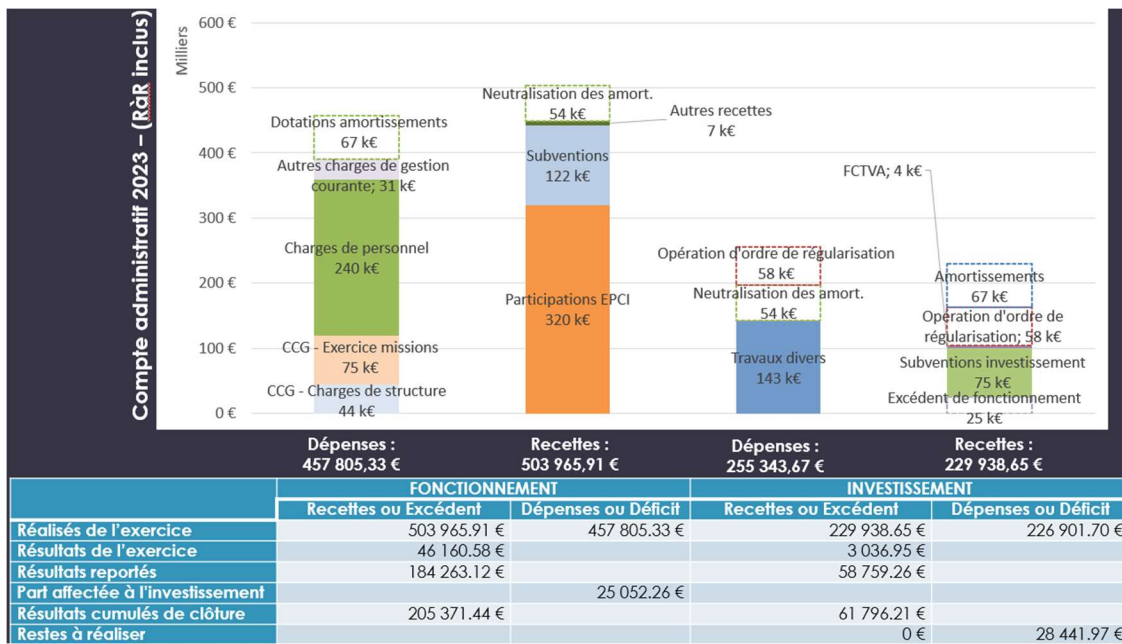 Compte administratif 2023 – (RàR inclus)
Milliers
600 €
500 €
400 €
300 €
200 €
100 €
0 €
Dotations amortissements
67 k€
Autres charges de gestion
courante; 31 k€
Charges de personnel
240 k€
CCG - Exercice missions
75 k€
CCG - Charges de structure
44 k€
Neutralisation des amort.
54 k€
Autres recettes
7 k€
Subventions
122 k€
Participations EPCI
320 k€
Opération d'ordre de régularisation
58 k€
Neutralisation des amort.
54 k€
Travaux divers
143 k€
FCTVA; 4 k€
Amortissements
67 k€
Opération d'ordre de
régularisation; 58 k€
Subventions investissement
75 k€
Excédent de fonctionnement
25 k€
Dépenses :
457 805,33 €
Recettes :
503 965,91 €
Dépenses :
255 343,67 €
Recettes :
229 938,65 €
FONCTIONNEMENT INVESTISSEMENT
Recettes ou Excédent Dépenses ou Déficit Recettes ou Excédent Dépenses ou Déficit
Réalisés de l'exercice 503 965.91 € 457 805.33 € 229 938.65 € 226 901.70 €
Résultats de l'exercice 46 160.58 € 3 036.95 €
Résultats reportés 184 263.12 € 58 759.26 €
Part affectée à l'investissement 25 052.26 €
Résultats cumulés de clôture 205 371.44 € 61 796.21 €
Restes à réaliser 0 € 28 441.97 €